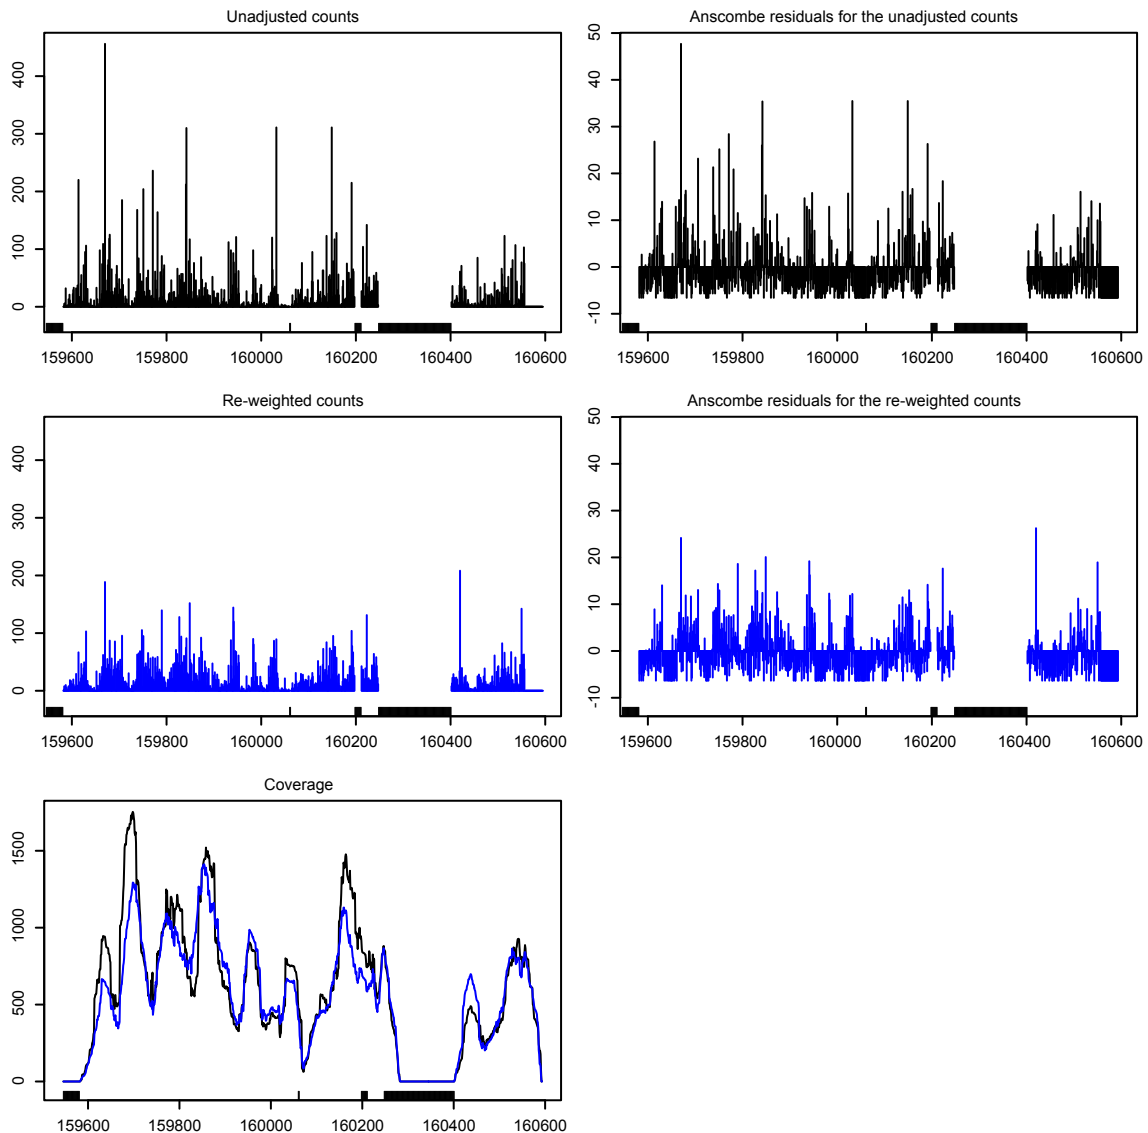 Unadjusted counts
400
300
200
100
0
159600 159800 160000 160200 160400 160600
Anscombe residuals for the unadjusted counts
50
40
30
20
10
0
-10
159600 159800 160000 160200 160400 160600
Re-weighted counts
400
300
200
100
0
159600 159800 160000 160200 160400 160600
Anscombe residuals for the re-weighted counts
50
40
30
20
10
0
-10
159600 159800 160000 160200 160400 160600
Coverage
1500
1000
500
0
159600 159800 160000 160200 160400 160600